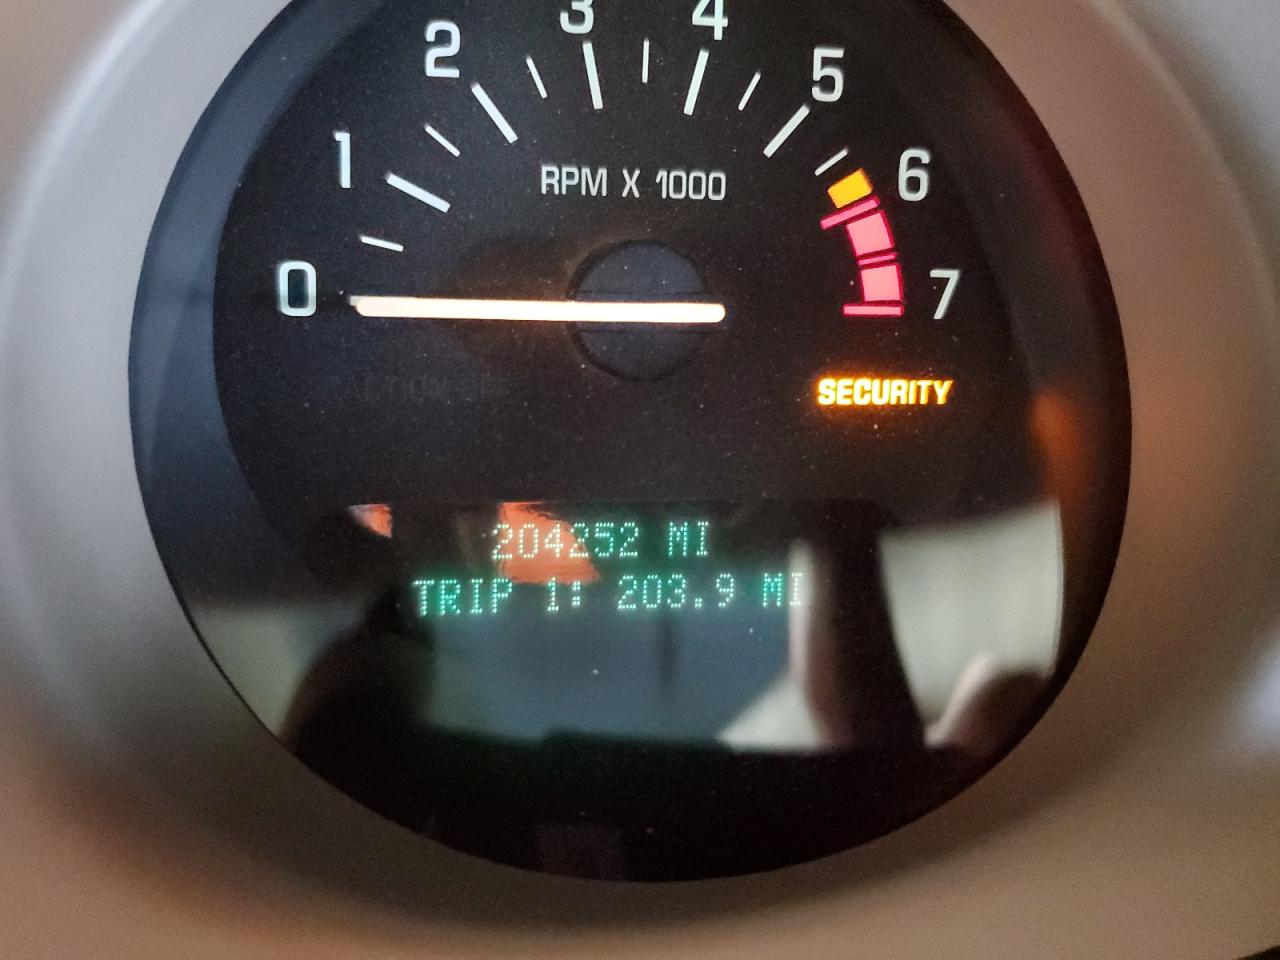 0 1 2 3 4 5 6 7
RPM X 1000
SECURITY
204252 MI
TRIP 1: 203.9 MI